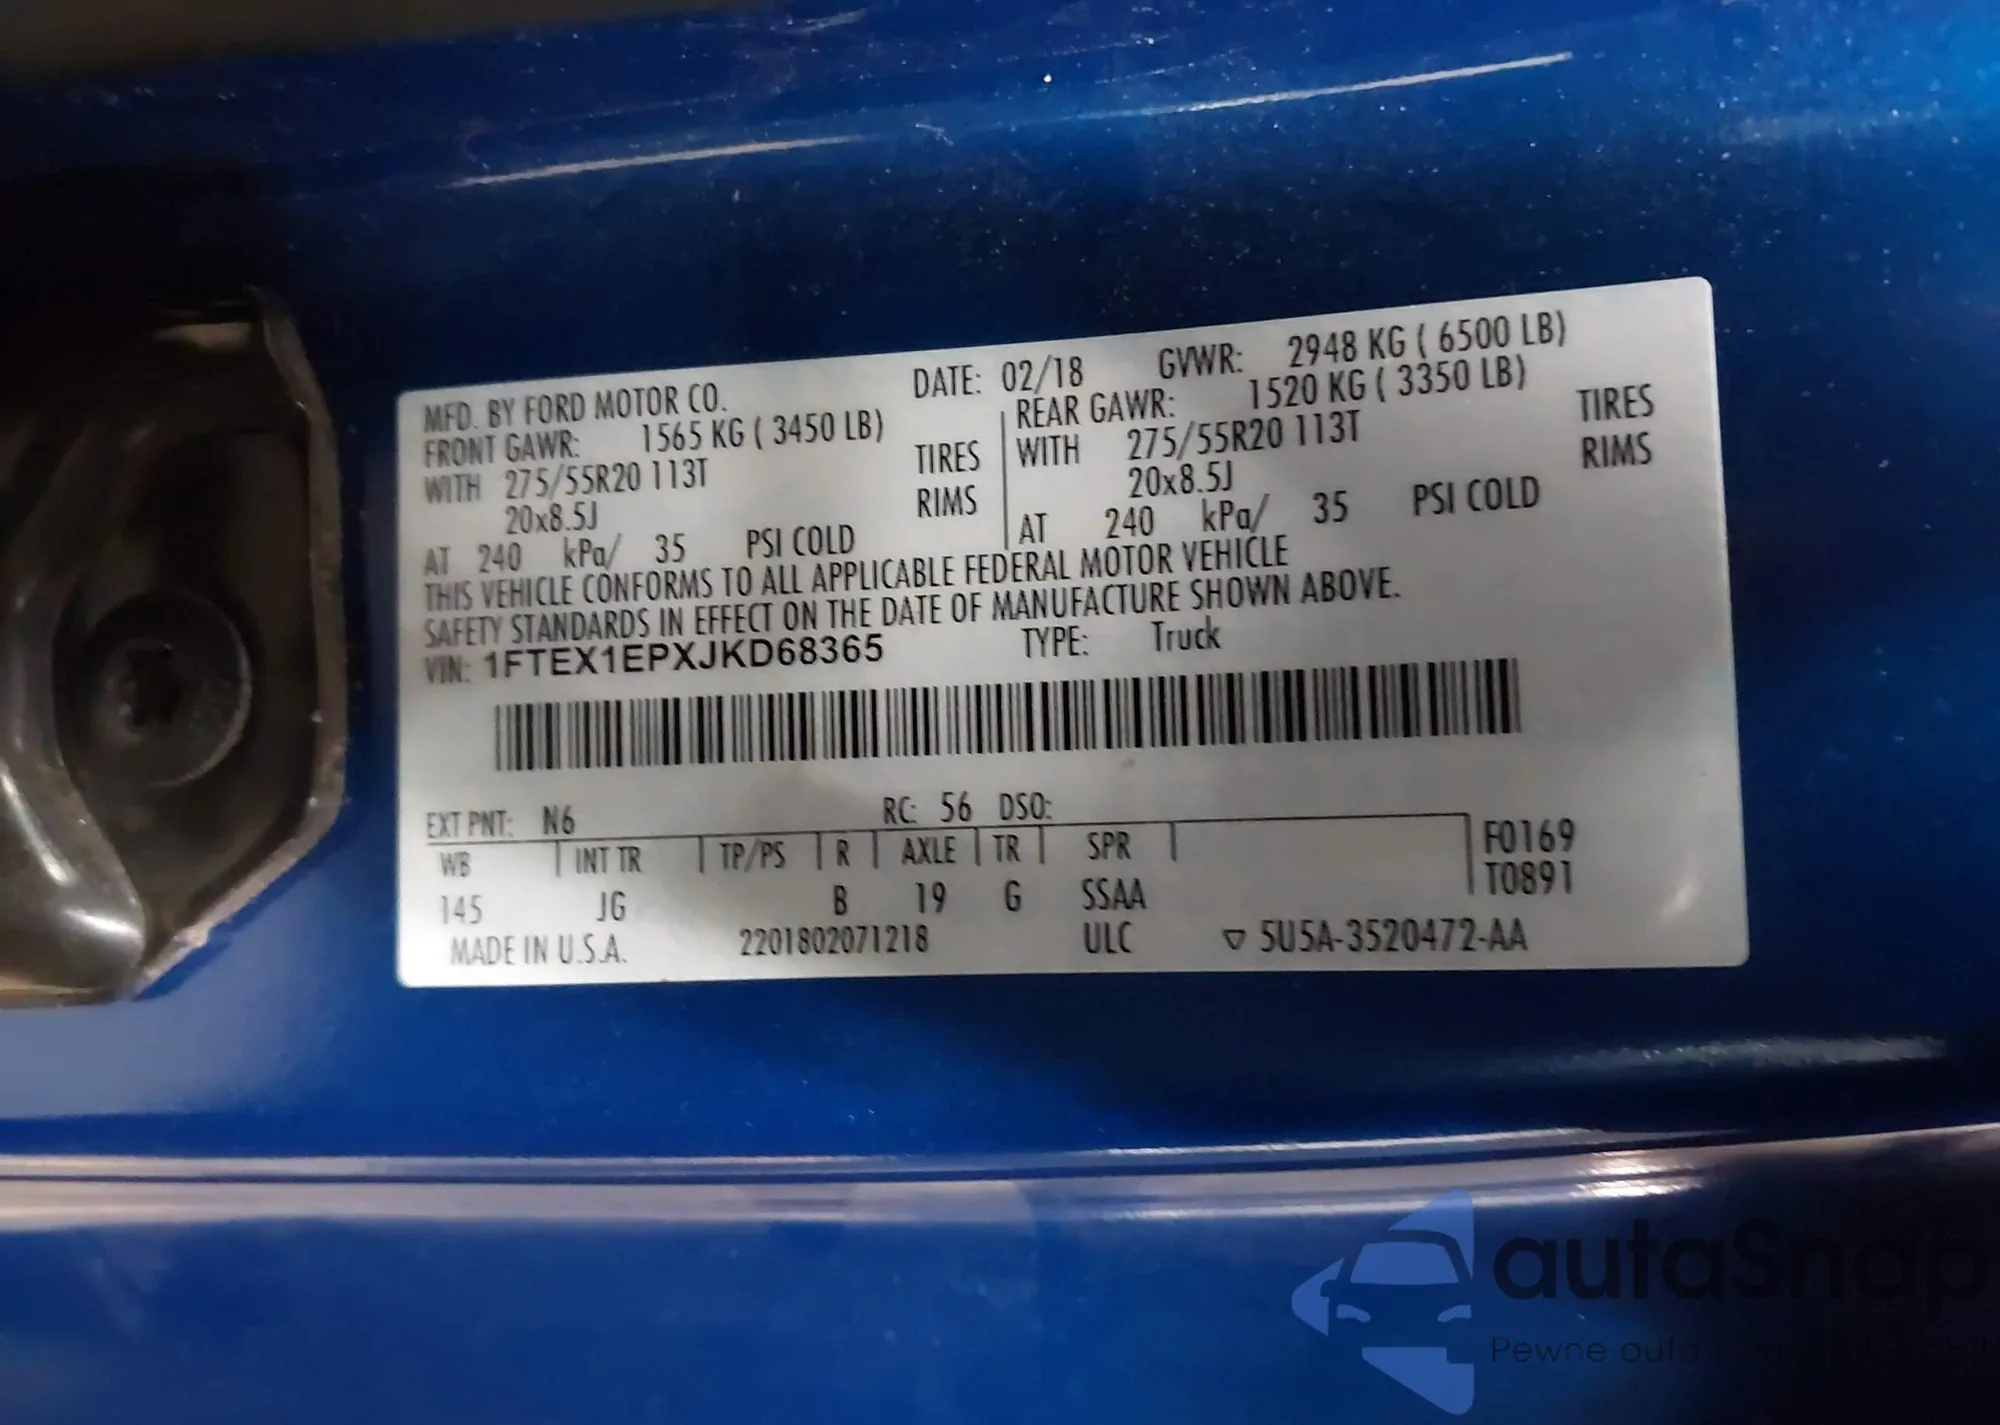 MFD. BY FORD MOTOR CO. DATE: 02/18 GVWR: 2948 KG ( 6500 LB)
FRONT GAWR: 1565 KG ( 3450 LB) REAR GAWR: 1520 KG ( 3350 LB)
WITH 275/55R20 113T TIRES WITH 275/55R20 113T TIRES
20x8.5J RIMS 20x8.5J RIMS
AT 240 kPa/ 35 PSI COLD AT 240 kPa/ 35 PSI COLD
THIS VEHICLE CONFORMS TO ALL APPLICABLE FEDERAL MOTOR VEHICLE
SAFETY STANDARDS IN EFFECT ON THE DATE OF MANUFACTURE SHOWN ABOVE.
VIN: 1FTEX1EPXJKD68365 TYPE: Truck
EXT PNT: N6 RC: 56 DSO:
WB INT TR TP/PS R AXLE TR SPR F0169
145 JG B 19 G SSAA T0891
MADE IN U.S.A. 2201802071218 ULC ▽ 5U5A-3520472-AA
autaSnap
Pewne auta